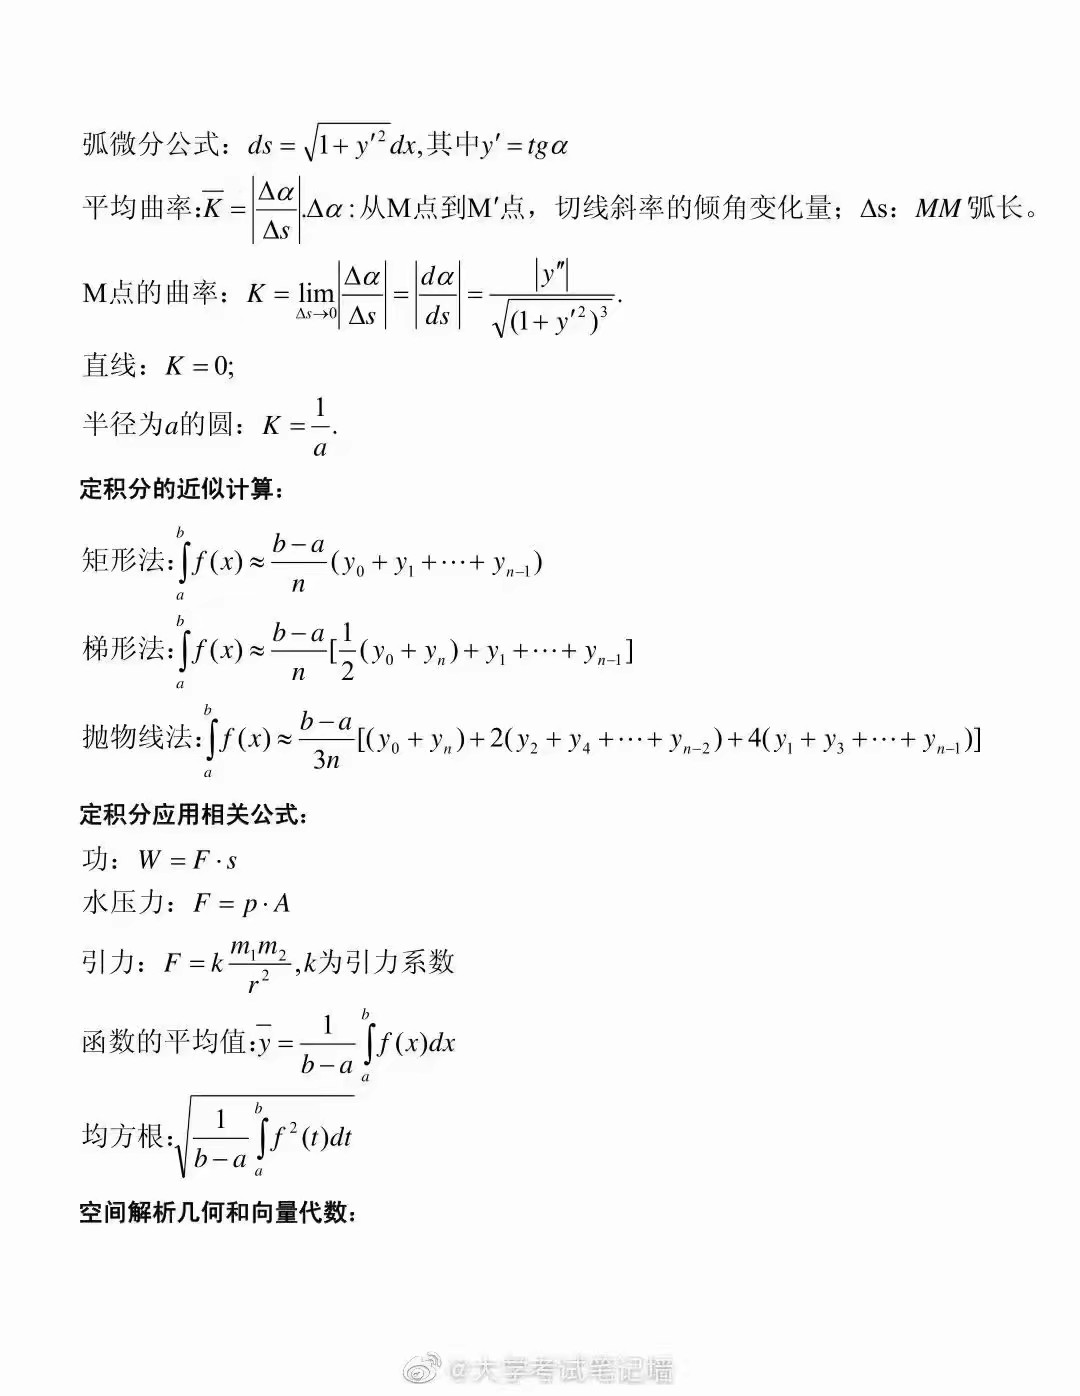 弧微分公式：$ds=\sqrt{1+y'^2}dx$,其中$y'=tg\alpha$
平均曲率:$\overline{K}=\left|\frac{\Delta\alpha}{\Delta s}\right|.\Delta\alpha$:从M点到M′点，切线斜率的倾角变化量；Δs：$MM'$弧长。
M点的曲率：$K=\lim_{\Delta s\to 0}\left|\frac{\Delta\alpha}{\Delta s}\right|=\left|\frac{d\alpha}{ds}\right|=\frac{|y''|}{\sqrt{(1+y'^2)^3}}.$
直线：$K=0;$
半径为a的圆：$K=\frac{1}{a}.$
定积分的近似计算：
矩形法:$\int_a^b f(x)\approx\frac{b-a}{n}(y_0+y_1+\cdots+y_{n-1})$
梯形法:$\int_a^b f(x)\approx\frac{b-a}{n}[\frac{1}{2}(y_0+y_n)+y_1+\cdots+y_{n-1}]$
抛物线法:$\int_a^b f(x)\approx\frac{b-a}{3n}[(y_0+y_n)+2(y_2+y_4+\cdots+y_{n-2})+4(y_1+y_3+\cdots+y_{n-1})]$
定积分应用相关公式：
功：$W=F\cdot s$
水压力：$F=p\cdot A$
引力：$F=k\frac{m_1m_2}{r^2}$,k为引力系数
函数的平均值:$\overline{y}=\frac{1}{b-a}\int_a^b f(x)dx$
均方根:$\sqrt{\frac{1}{b-a}\int_a^b f^2(t)dt}$
空间解析几何和向量代数：
@大学考试笔记墙